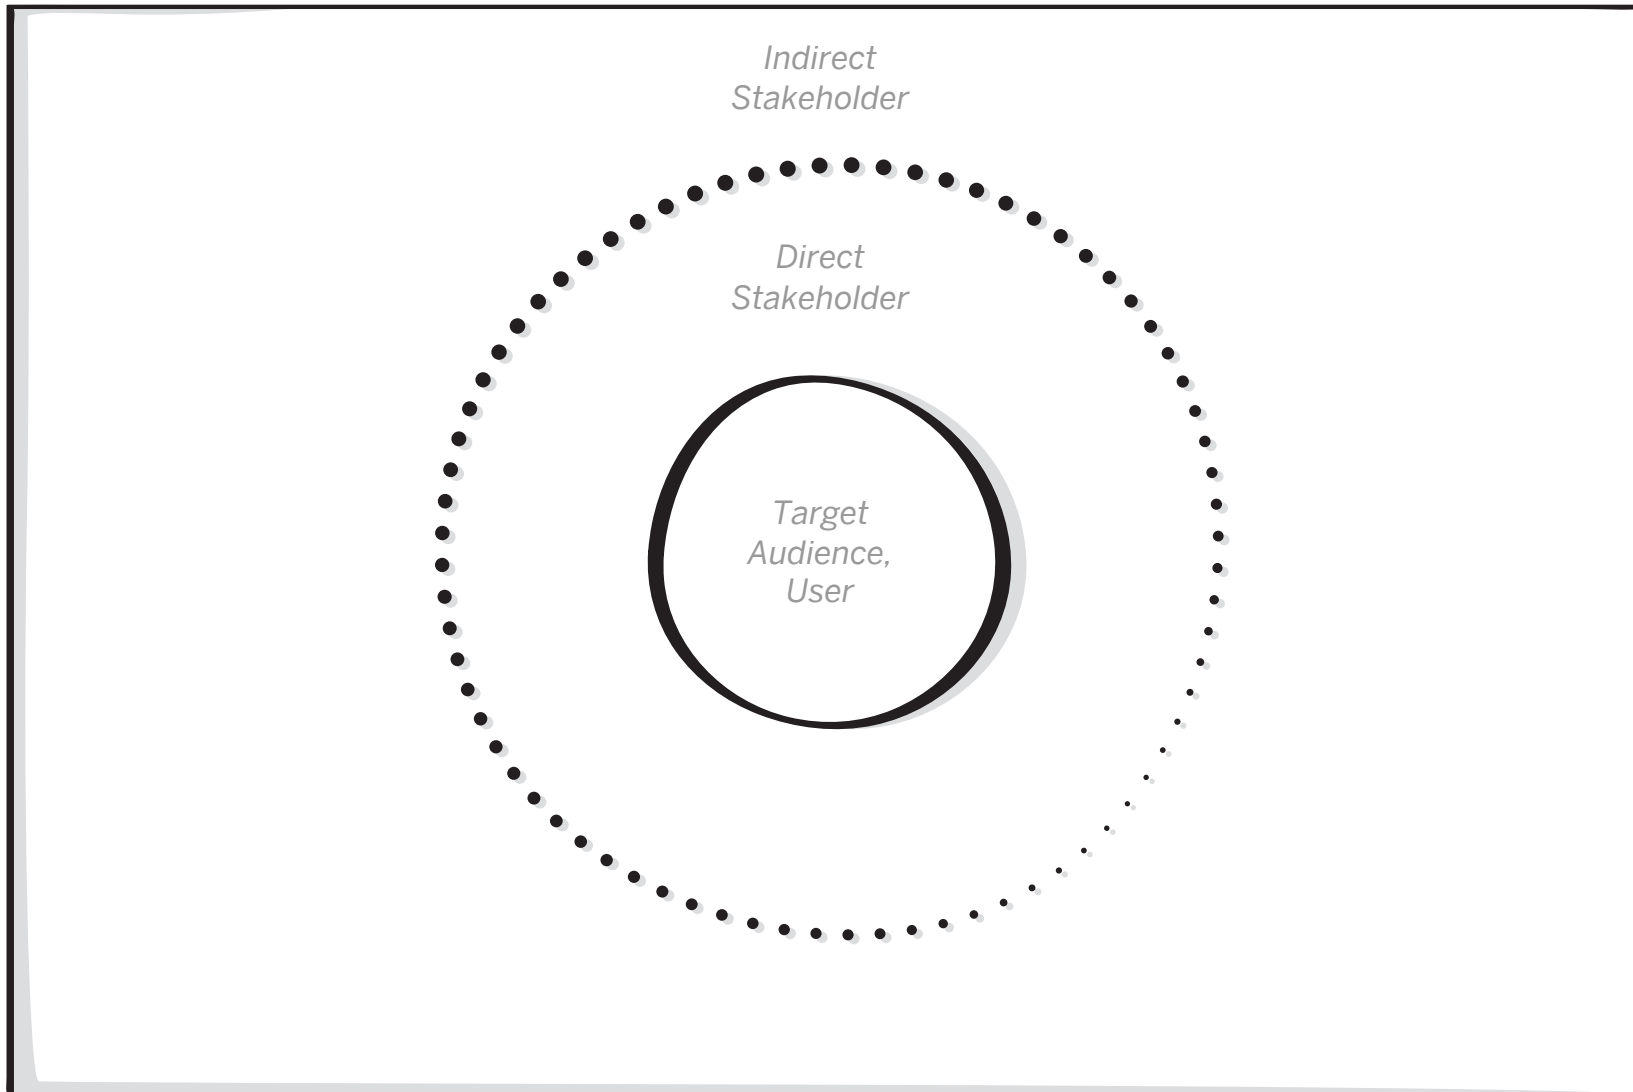 Indirect
Stakeholder
Direct
Stakeholder
Target
Audience,
User